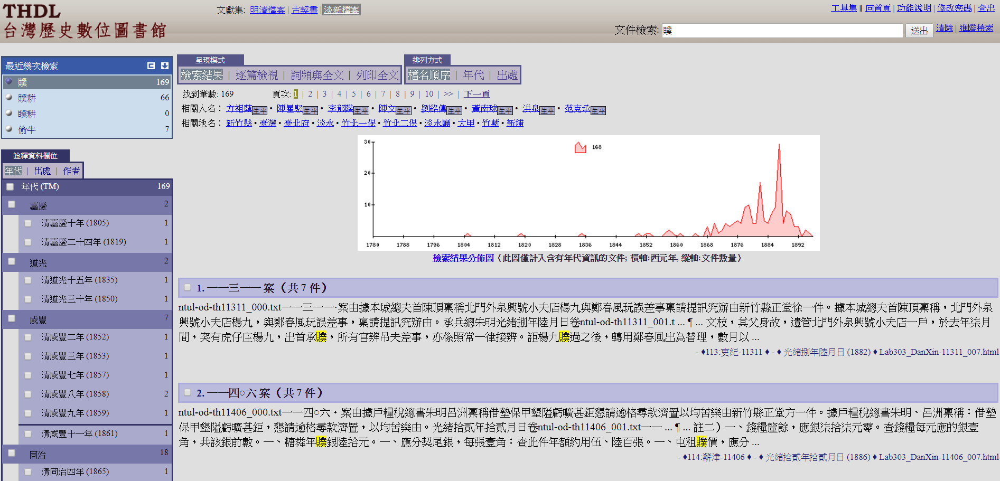 THDL
台灣歷史數位圖書館
文獻集: 明清檔案 | 古契書 | 淡新檔案
工具集 || 回首頁 | 功能說明 | 修改密碼 | 登出
文件檢索: 贌 送出 清除 | 進階檢索
最近幾次檢索
贌 169
贌耕 66
璞耕 0
偷牛 7
詮釋資料欄位
年代 | 出處 | 作者
年代 (TM) 169
嘉慶 2
清嘉慶十年 (1805) 1
清嘉慶二十四年 (1819) 1
道光 2
清道光十五年 (1835) 1
清道光三十年 (1850) 1
咸豐 7
清咸豐二年 (1852) 1
清咸豐三年 (1853) 1
清咸豐七年 (1857) 1
清咸豐八年 (1858) 2
清咸豐九年 (1859) 1
清咸豐十一年 (1861) 1
同治 18
清同治四年 (1865) 1
呈現模式
檢索結果 | 逐篇檢視 | 詞頻與全文 | 列印全文
排列方式
檔名順序 | 年代 | 出處
找到筆數: 169 頁次: 1 | 2 | 3 | 4 | 5 | 6 | 7 | 8 | 9 | 10 | >> | 下一頁
相關人名： 方祖蔭生平 • 陳星聚生平 • 李郁階生平 • 陳文生平 • 劉銘傳生平 • 黃南球生平 • 洪泉生平 • 范克承生平
相關地名： 新竹縣 • 臺灣 • 臺北府 • 淡水 • 竹北一保 • 竹北二保 • 淡水廳 • 大甲 • 竹塹 • 新埔
30
168
20
10
1780 1788 1796 1804 1812 1820 1828 1836 1844 1852 1860 1868 1876 1884 1892
檢索結果分佈圖（此圖僅計入含有年代資訊的文件; 橫軸:西元年, 縱軸:文件數量）
1. 一一三一一 案（共 7 件）
ntul-od-th11311_000.txt一一三一一‧案由據本城總夫首陳頂稟稱北門外泉興號小夫店楊九與鄭春風玩誤差事稟請提訊究辦由新竹縣正堂徐一件。據本城總夫首陳頂稟稱，北門外泉
興號小夫店楊九，與鄭春風玩誤差事，稟請提訊究辦由。承兵總朱明光緒捌年陸月日卷ntul-od-th11311_001.t ... ¶ ... 文枝，其父身故，遺管北門外泉興號小夫店一戶，於去年柒月
間，突有虎仔庄楊九，出首承贌，所有官辨吊夫差事，亦係照常一律接辨。詎楊九贌過之後，轉用鄭春風出為替理，數月以 ...
- ♦113:吏紀-11311 ♦ - ♦ 光緒捌年陸月日 (1882) ♦ Lab303_DanXin-11311_007.html
2. 一一四○六 案（共 7 件）
ntul-od-th11406_000.txt一一四○六‧案由據戶糧稅總書朱明呂洲稟稱借墊保甲墾隘虧曠甚鉅懇請逾格尋款濟置以均苦樂由新竹縣正堂方一件。據戶糧稅總書朱明、呂洲稟稱：借墊
保甲墾隘虧曠甚鉅，懇請逾格尋款濟置，以均苦樂由。光緒拾貳年拾貳月日卷ntul-od-th11406_001.txt一一 ... ¶ ... 註二）一、錢糧釐餘，應銀柒拾柒元零。查錢糧每元應的銀壹
角，共該銀前數。一、糖粦年贌銀陸拾元。一、應分契尾銀，每張壹角：查此件年額約用伍、陸百張。一、屯租贌價，應分 ...
- ♦114:薪津-11406 ♦ - ♦ 光緒拾貳年拾貳月日 (1886) ♦ Lab303_DanXin-11406_007.html